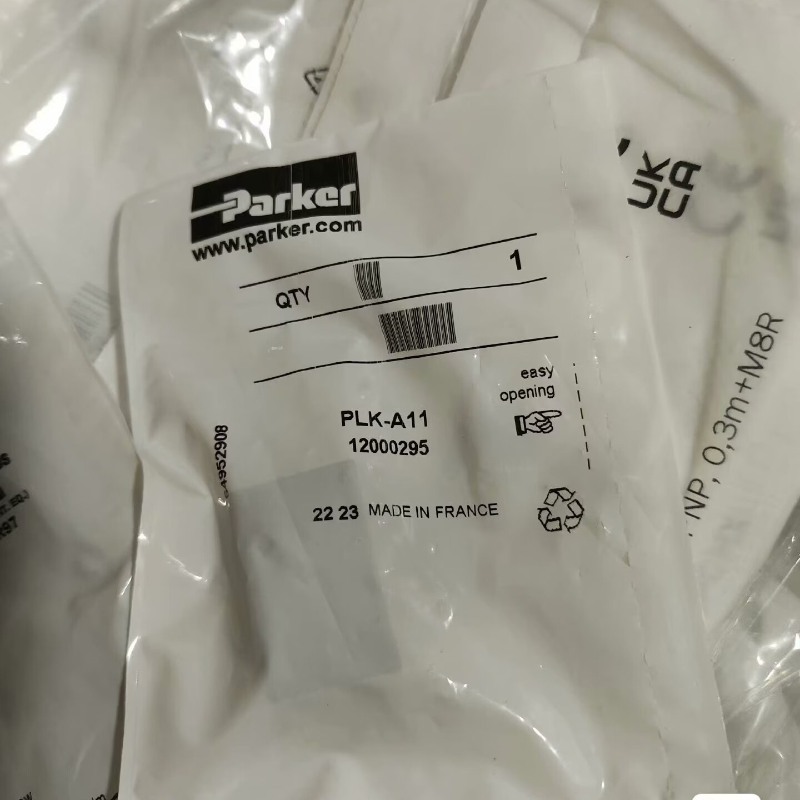 Parker
www.parker.com
QTY
1
easy
opening
PLK-A11
12000295
22 23 MADE IN FRANCE
UK
CA
NP, 0,3m+M8R